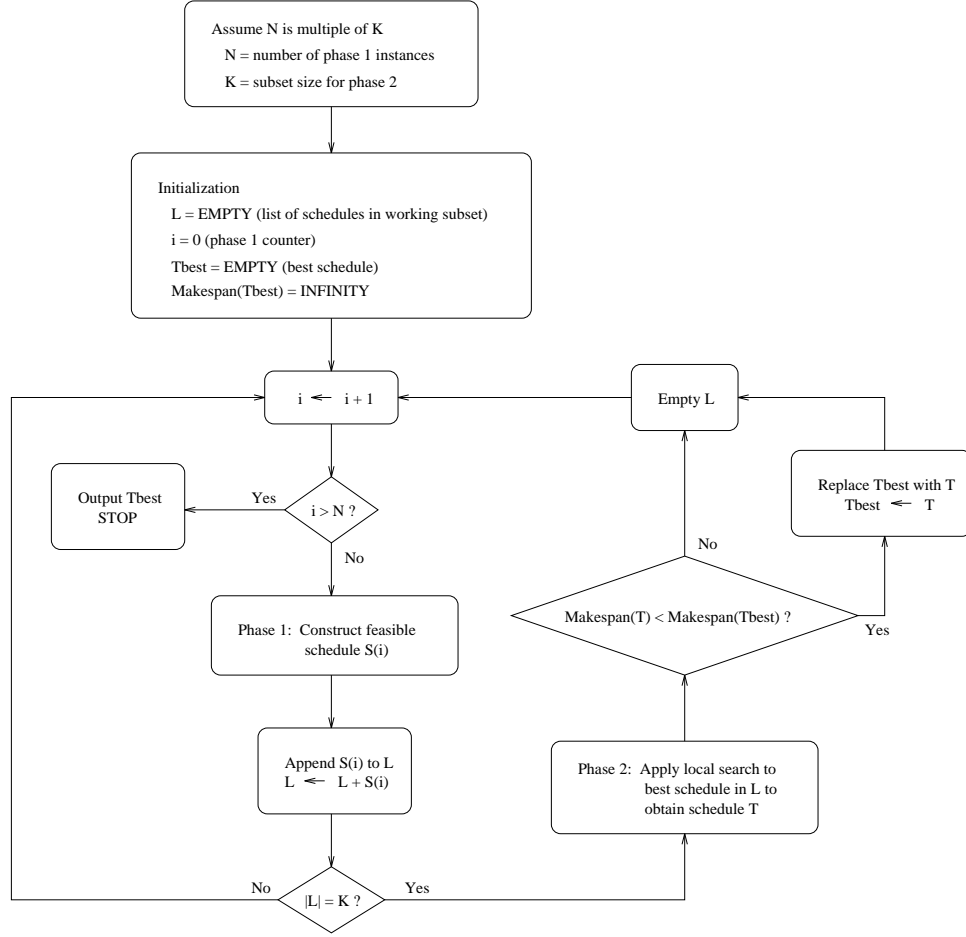 Assume N is multiple of K
N = number of phase 1 instances
K = subset size for phase 2
Initialization
L = EMPTY (list of schedules in working subset)
i = 0 (phase 1 counter)
Tbest = EMPTY (best schedule)
Makespan(Tbest) = INFINITY
i ← i + 1
Empty L
Replace Tbest with T
Tbest ← T
Output Tbest
STOP
Yes
i > N ?
No
No
Makespan(T) < Makespan(Tbest) ?
Yes
Phase 1: Construct feasible
schedule S(i)
Append S(i) to L
L ← L + S(i)
Phase 2: Apply local search to
best schedule in L to
obtain schedule T
No
|L| = K ?
Yes